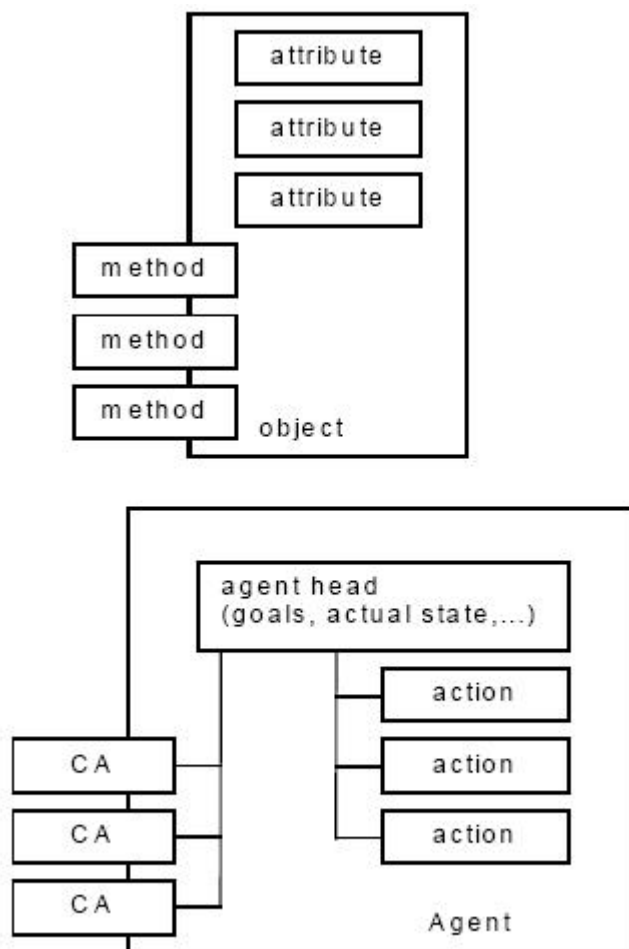 attribute
attribute
attribute
method
method
method
object
agent head
(goals, actual state,...)
action
CA
action
CA
action
CA
Agent